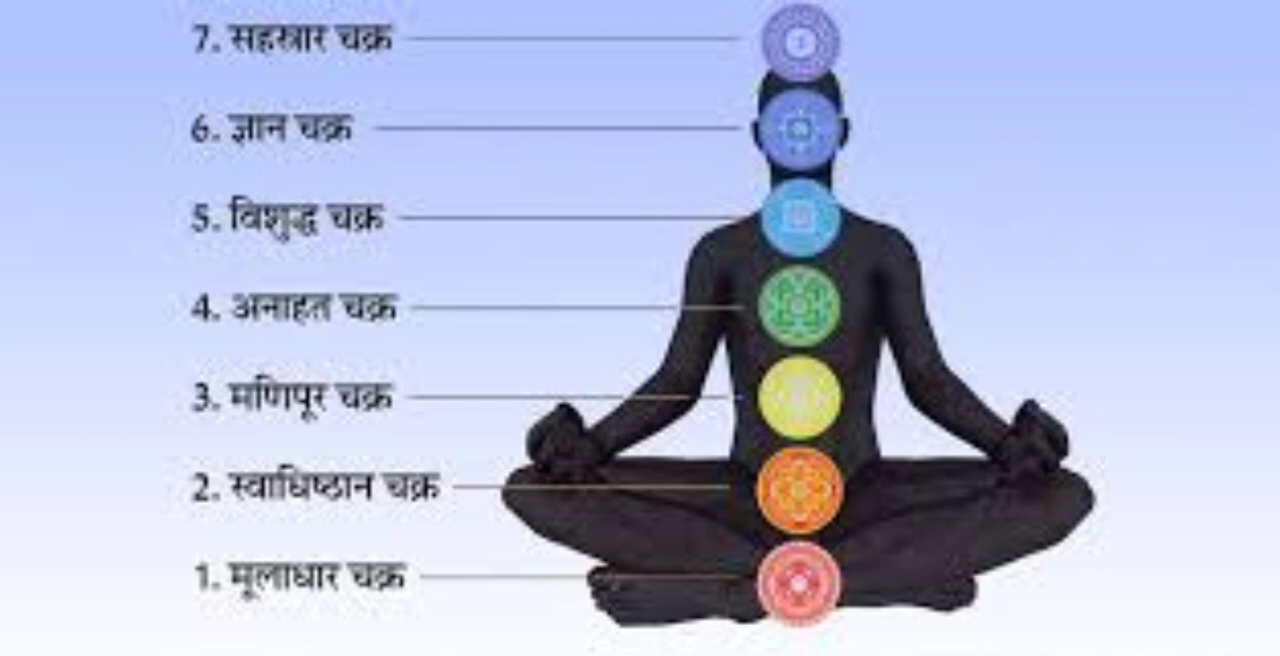 7. सहस्रार चक्र
6. ज्ञान चक्र
5. विशुद्ध चक्र
4. अनाहत चक्र
3. मणिपूर चक्र
2. स्वाधिष्ठान चक्र
1. मूलाधार चक्र